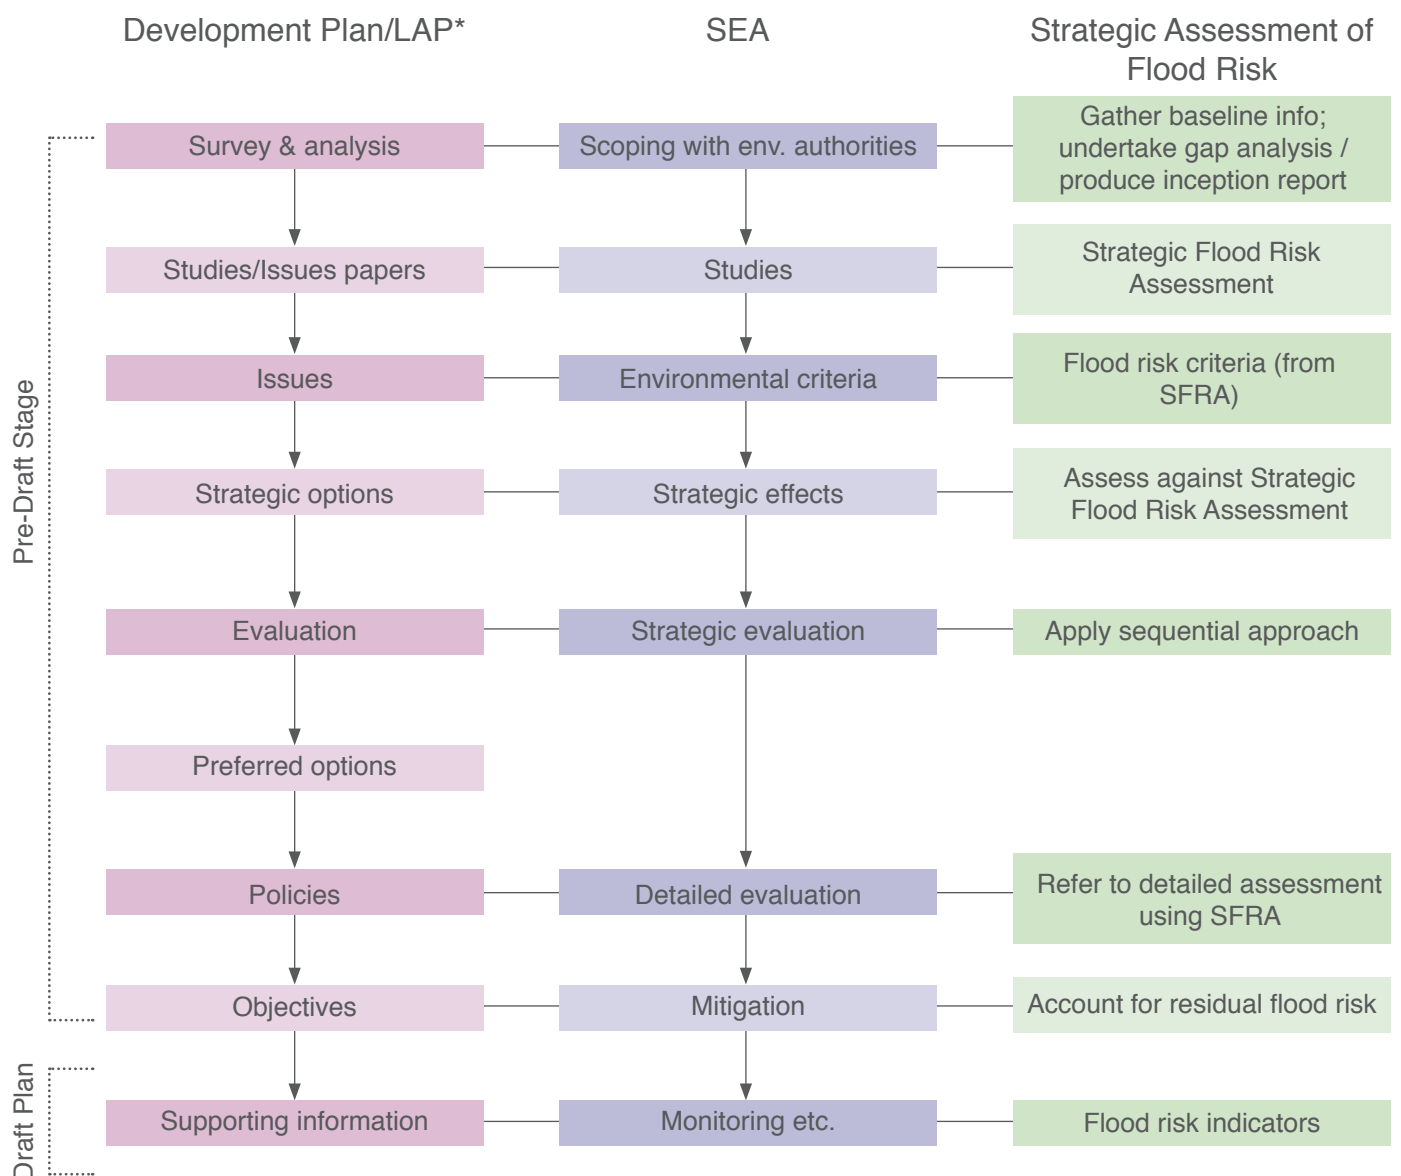 Development Plan/LAP*
SEA
Strategic Assessment of
Flood Risk
Pre-Draft Stage
Survey & analysis
Scoping with env. authorities
Gather baseline info;
undertake gap analysis /
produce inception report
Studies/Issues papers
Studies
Strategic Flood Risk
Assessment
Issues
Environmental criteria
Flood risk criteria (from
SFRA)
Strategic options
Strategic effects
Assess against Strategic
Flood Risk Assessment
Evaluation
Strategic evaluation
Apply sequential approach
Preferred options
Policies
Detailed evaluation
Refer to detailed assessment
using SFRA
Objectives
Mitigation
Account for residual flood risk
Draft Plan
Supporting information
Monitoring etc.
Flood risk indicators